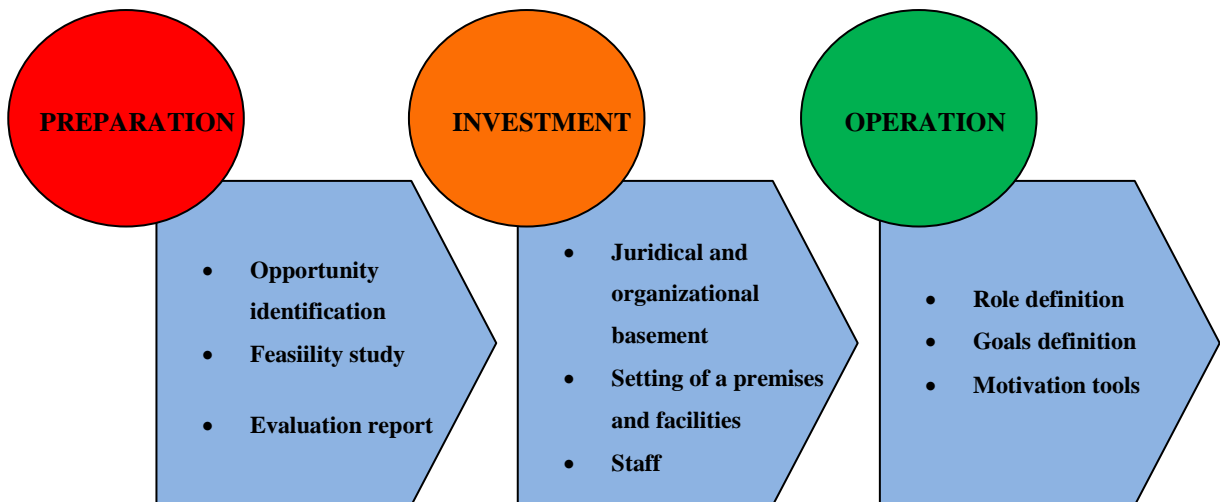 PREPARATION
INVESTMENT
OPERATION
• Opportunity
identification
• Feasiility study
• Evaluation report
• Juridical and
organizational
basement
• Setting of a premises
and facilities
• Staff
• Role definition
• Goals definition
• Motivation tools